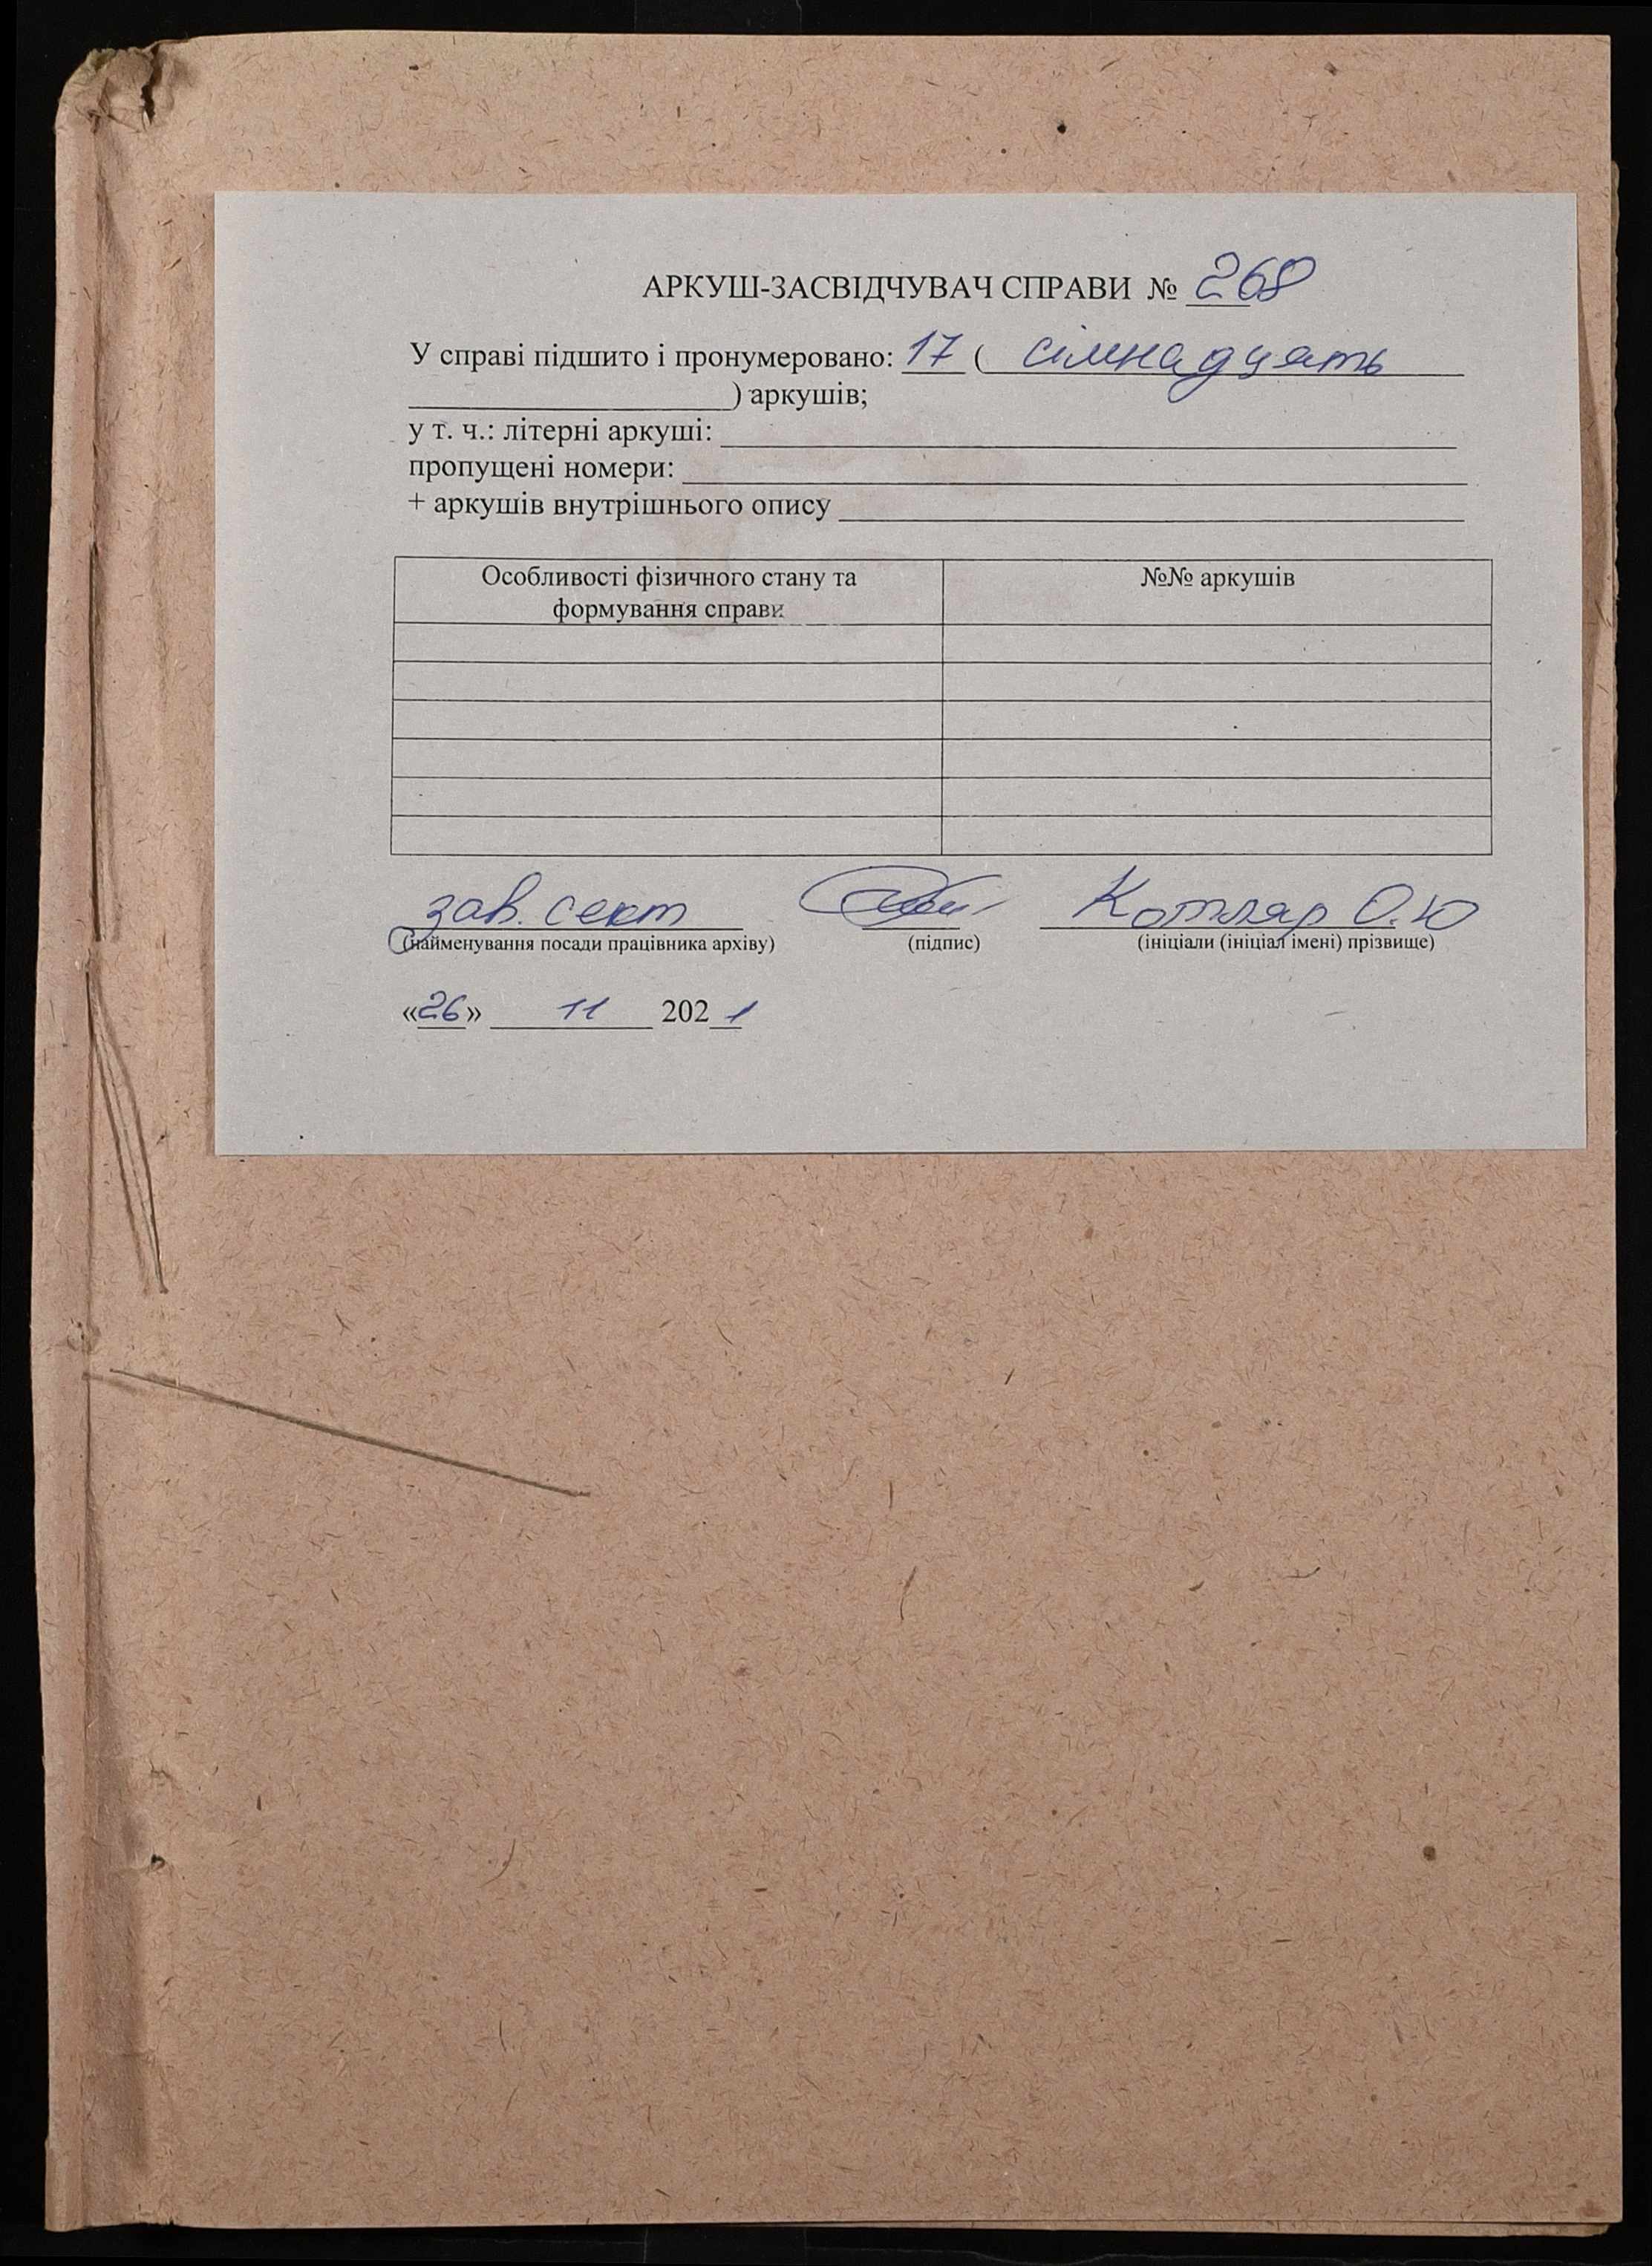 АРКУШ-ЗАСВІДЧУВАЧ СПРАВИ № 268
У справі підшито і пронумеровано: 17 ( сімнадцять
) аркушів;
у т. ч.: літерні аркуші:
пропущені номери:
+ аркушів внутрішнього опису
Особливості фізичного стану та
формування справи
№№ аркушів
зав. сект Котляр О.Ю
(найменування посади працівника архіву) (підпис) (ініціали (ініціал імені) прізвище)
«26» 11 2021